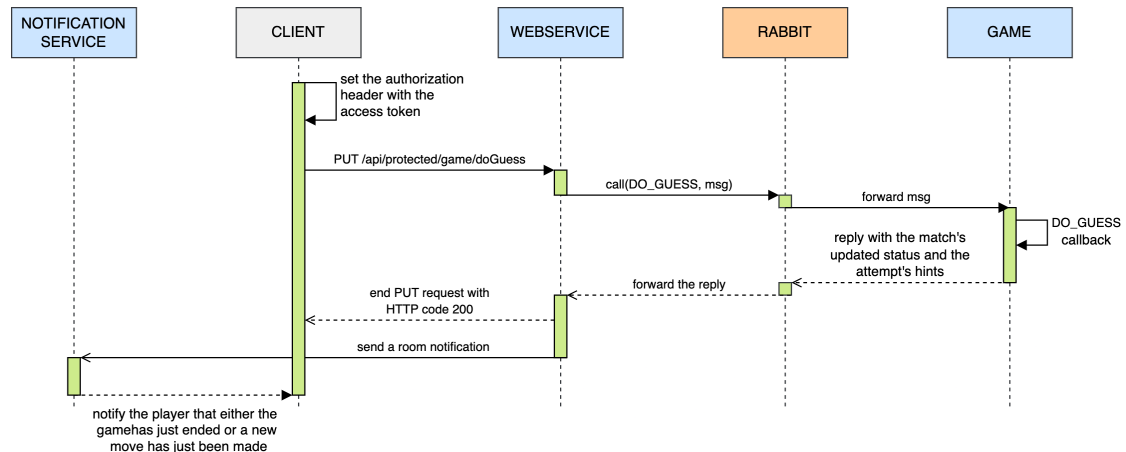 NOTIFICATION
SERVICE
CLIENT
WEBSERVICE
RABBIT
GAME
set the authorization
header with the
access token
PUT /api/protected/game/doGuess
call(DO_GUESS, msg)
forward msg
DO_GUESS
callback
reply with the match's
updated status and the
attempt's hints
forward the reply
end PUT request with
HTTP code 200
send a room notification
notify the player that either the
gamehas just ended or a new
move has just been made